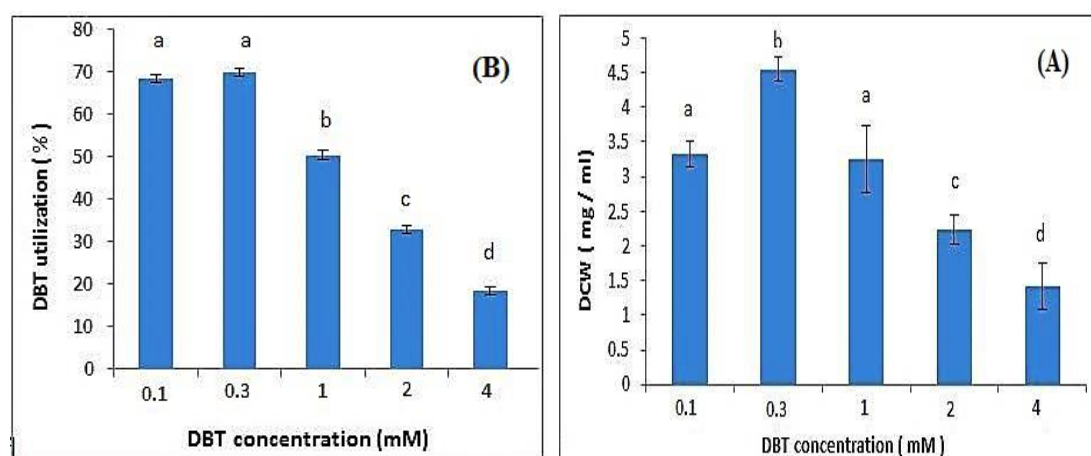 (B)
DBT utilization ( % )
80
70
60
50
40
30
20
10
0
a
a
b
c
d
0.1
0.3
1
2
4
DBT concentration (mM)
(A)
DCW ( mg / ml)
5
4.5
4
3.5
3
2.5
2
1.5
1
0.5
0
a
b
a
c
d
0.1
0.3
1
2
4
DBT concentration ( mM )